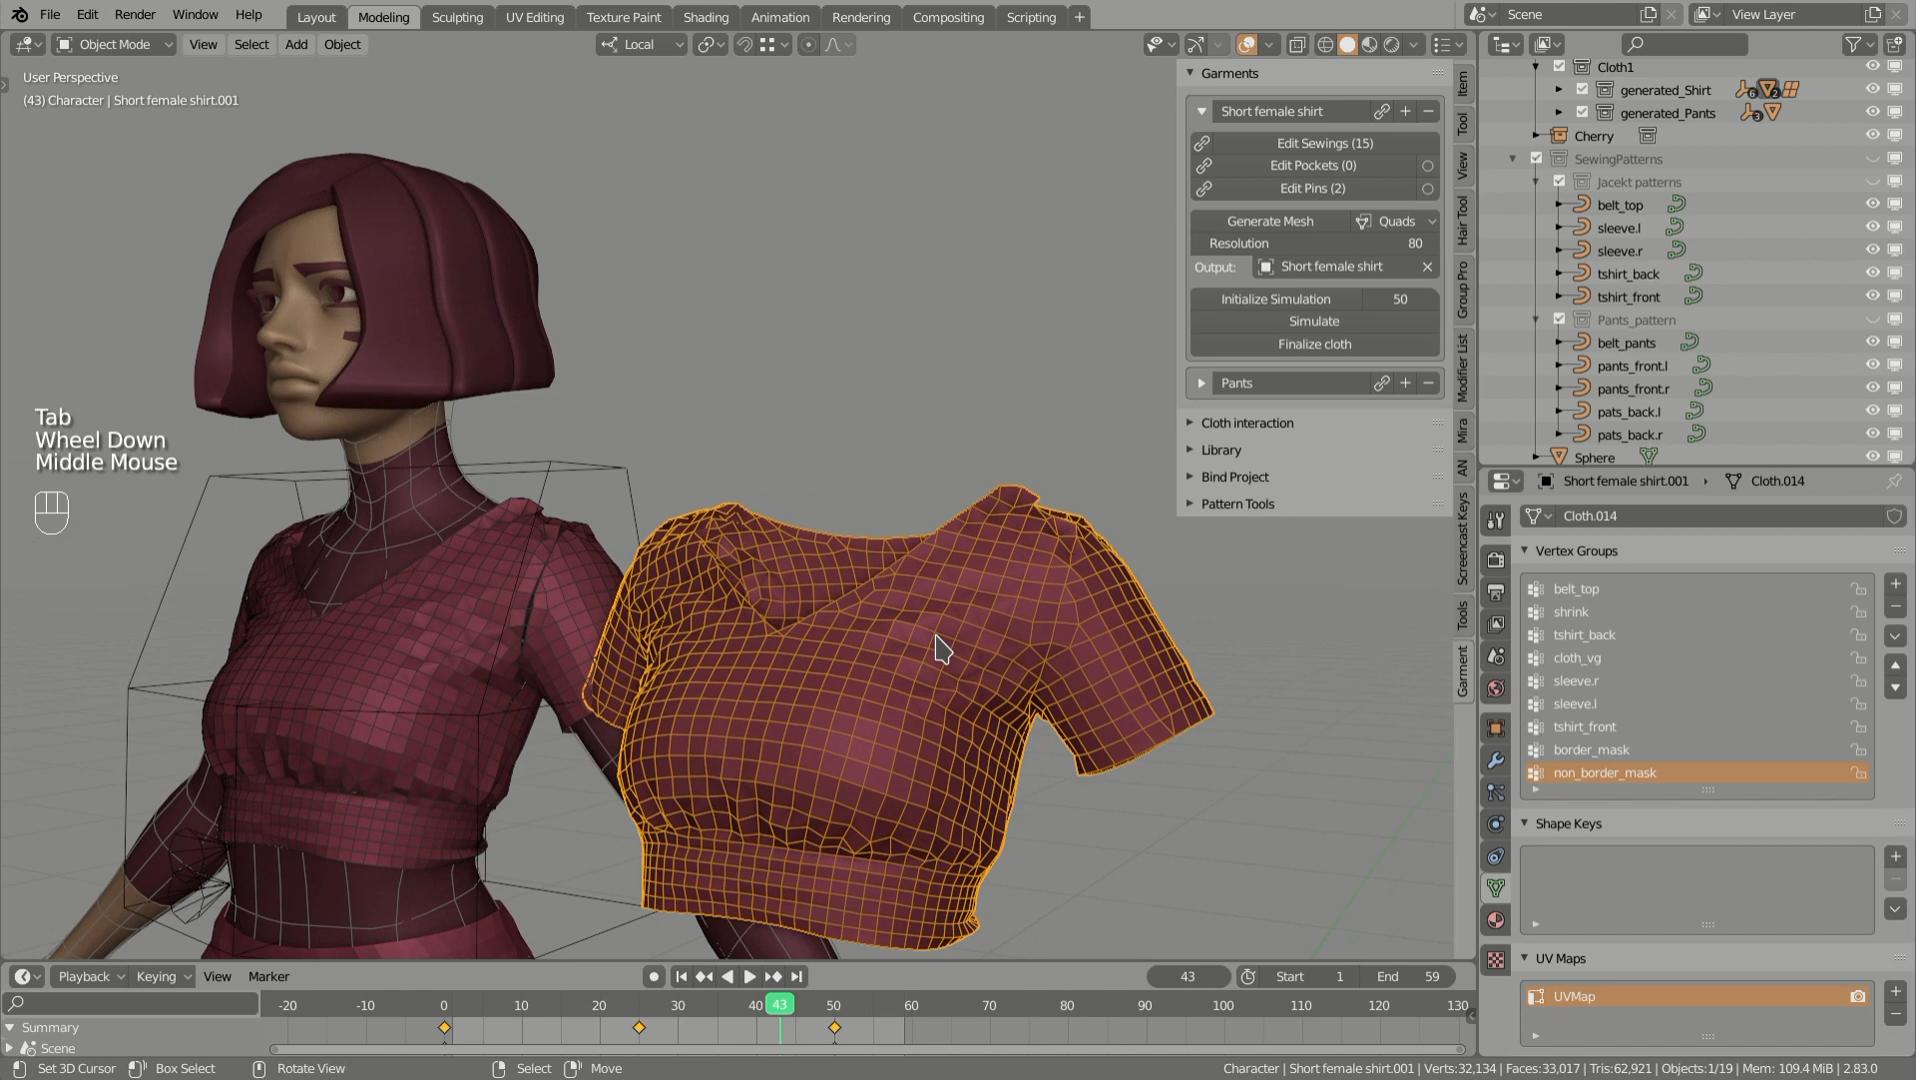 File Edit Render Window Help Layout Modeling Sculpting UV Editing Texture Paint Shading Animation Rendering Compositing Scripting + Scene View Layer
Object Mode View Select Add Object Local
User Perspective
(43) Character | Short female shirt.001
Tab
Wheel Down
Middle Mouse
Garments
Short female shirt
Edit Sewings (15)
Edit Pockets (0)
Edit Pins (2)
Generate Mesh Quads
Resolution 80
Output: Short female shirt
Initialize Simulation 50
Simulate
Finalize cloth
Pants
Cloth interaction
Library
Bind Project
Pattern Tools
Item
Tool
View
Hair Tool
Group Pro
Modifier List
Mira
AN
Screencast Keys
Tools
Garment
Cloth1
generated_Shirt 6 2
generated_Pants 3
Cherry
SewingPatterns
Jacekt patterns
belt_top
sleeve.l
sleeve.r
tshirt_back
tshirt_front
Pants_pattern
belt_pants
pants_front.l
pants_front.r
pats_back.l
pats_back.r
Sphere
Short female shirt.001 Cloth.014
Cloth.014
Vertex Groups
belt_top
shrink
tshirt_back
cloth_vg
sleeve.r
sleeve.l
tshirt_front
border_mask
non_border_mask
Shape Keys
UV Maps
UVMap
Playback Keying View Marker 43 Start 1 End 59
-20 -10 0 10 20 30 40 43 50 60 70 80 90 100 110 120 130
Summary
Scene
Set 3D Cursor Box Select Rotate View Select Move Character | Short female shirt.001 | Verts:32,134 | Faces:33,017 | Tris:62,921 | Objects:1/19 | Mem: 109.4 MiB | 2.83.0